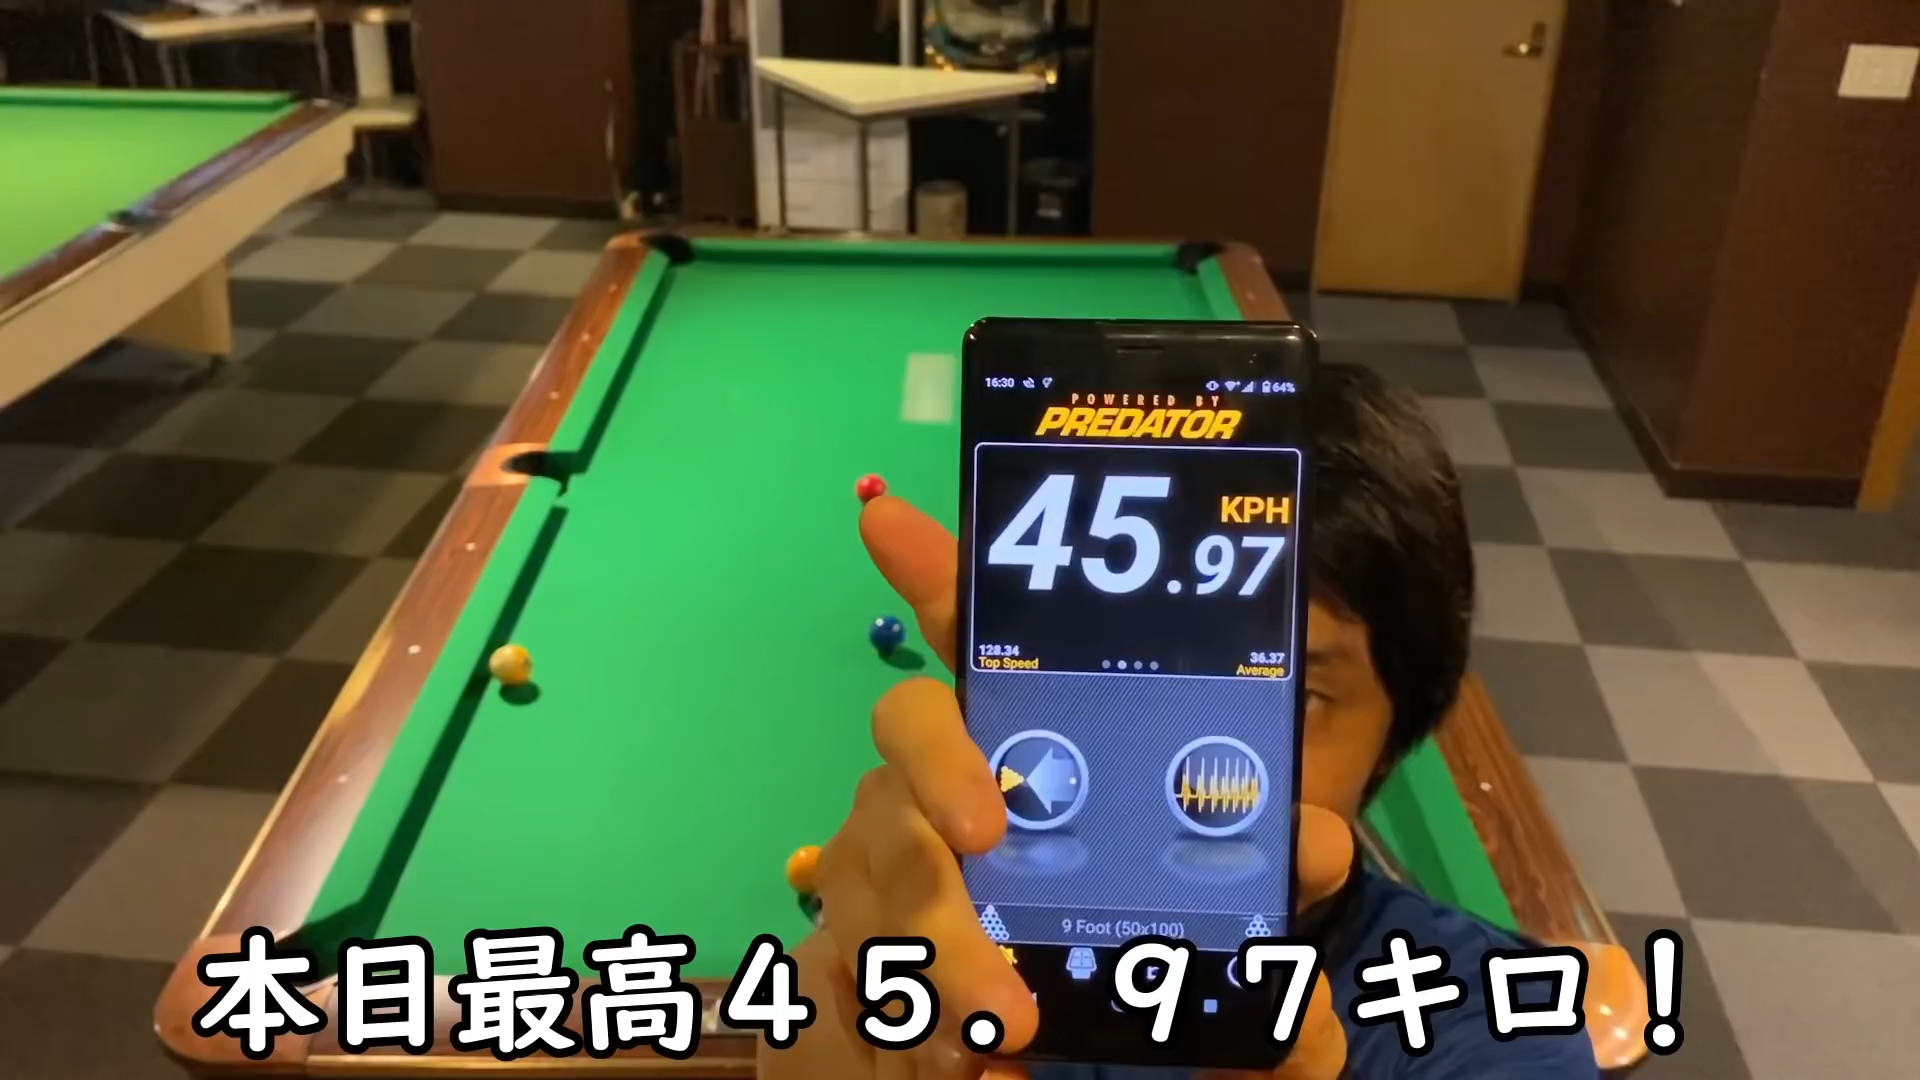 16:30
64%
POWERED BY
PREDATOR
45.97 KPH
128.34
Top Speed
36.37
Average
9 Foot (50x100)
本日最高４５．９７キロ！